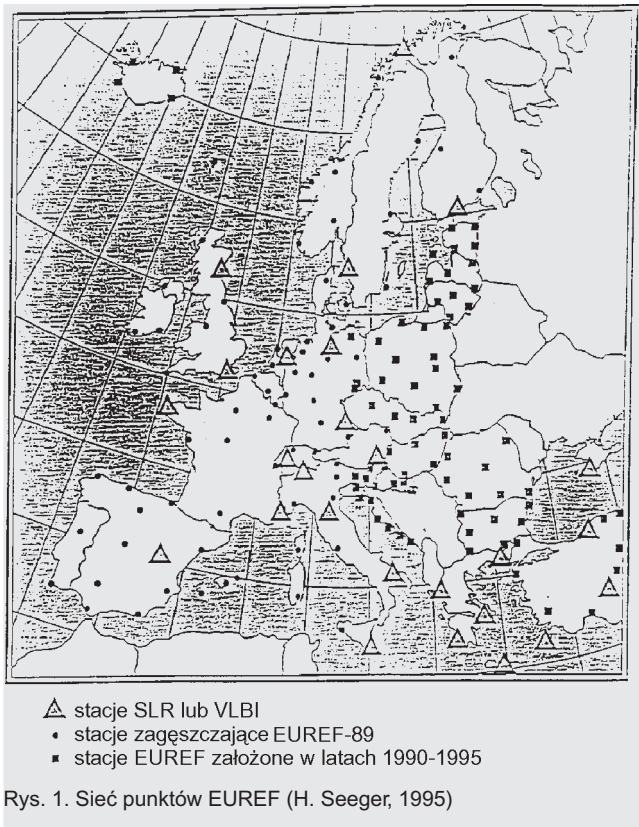 stacje SLR lub VLBI
stacje zagęszczające EUREF-89
stacje EUREF założone w latach 1990-1995
Rys. 1. Sieć punktów EUREF (H. Seeger, 1995)